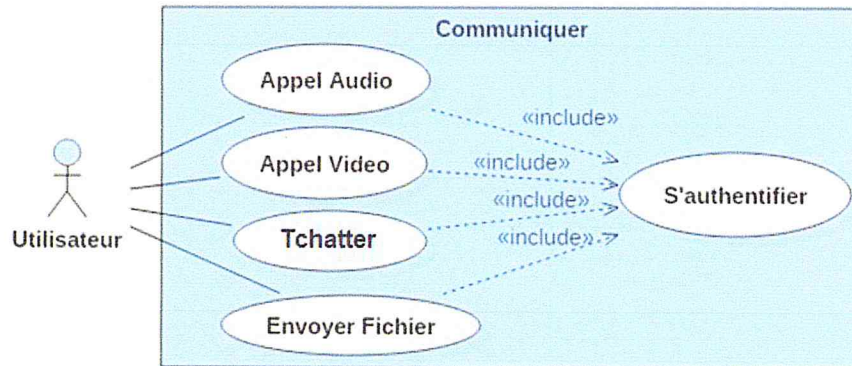 Communiquer
Appel Audio
«include»
Appel Video
«include»
S'authentifier
«include»
Tchatter
Utilisateur
«include»
Envoyer Fichier